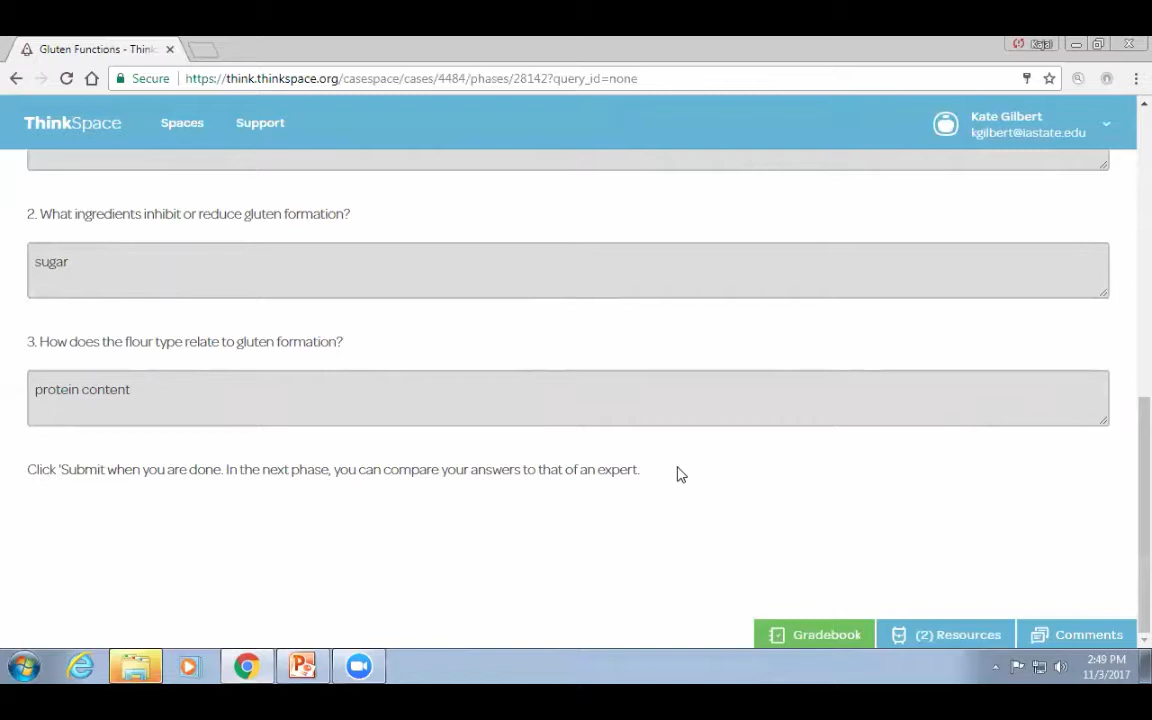 Gluten Functions - Think
Keja
Secure
https://think.thinkspace.org/casespace/cases/4484/phases/28142?query_id=none
ThinkSpace
Spaces
Support
Kate Gilbert
kgilbert@iastate.edu
2. What ingredients inhibit or reduce gluten formation?
sugar
3. How does the flour type relate to gluten formation?
protein content
Click 'Submit when you are done. In the next phase, you can compare your answers to that of an expert.
Gradebook
(2) Resources
Comments
2:49 PM
11/3/2017